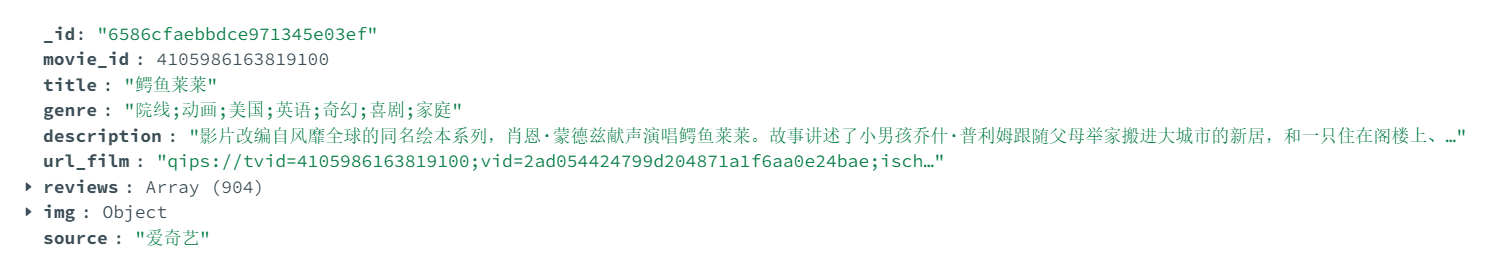 _id: "6586cfaebbdce971345e03ef"
movie_id : 4105986163819100
title : "鳄鱼莱莱"
genre : "院线;动画;美国;英语;奇幻;喜剧;家庭"
description : "影片改编自风靡全球的同名绘本系列，肖恩·蒙德兹献声演唱鳄鱼莱莱。故事讲述了小男孩乔什·普利姆跟随父母举家搬进大城市的新居，和一只住在阁楼上、…"
url_film : "qips://tvid=4105986163819100;vid=2ad054424799d204871a1f6aa0e24bae;isch…"
reviews : Array (904)
img : Object
source : "爱奇艺"